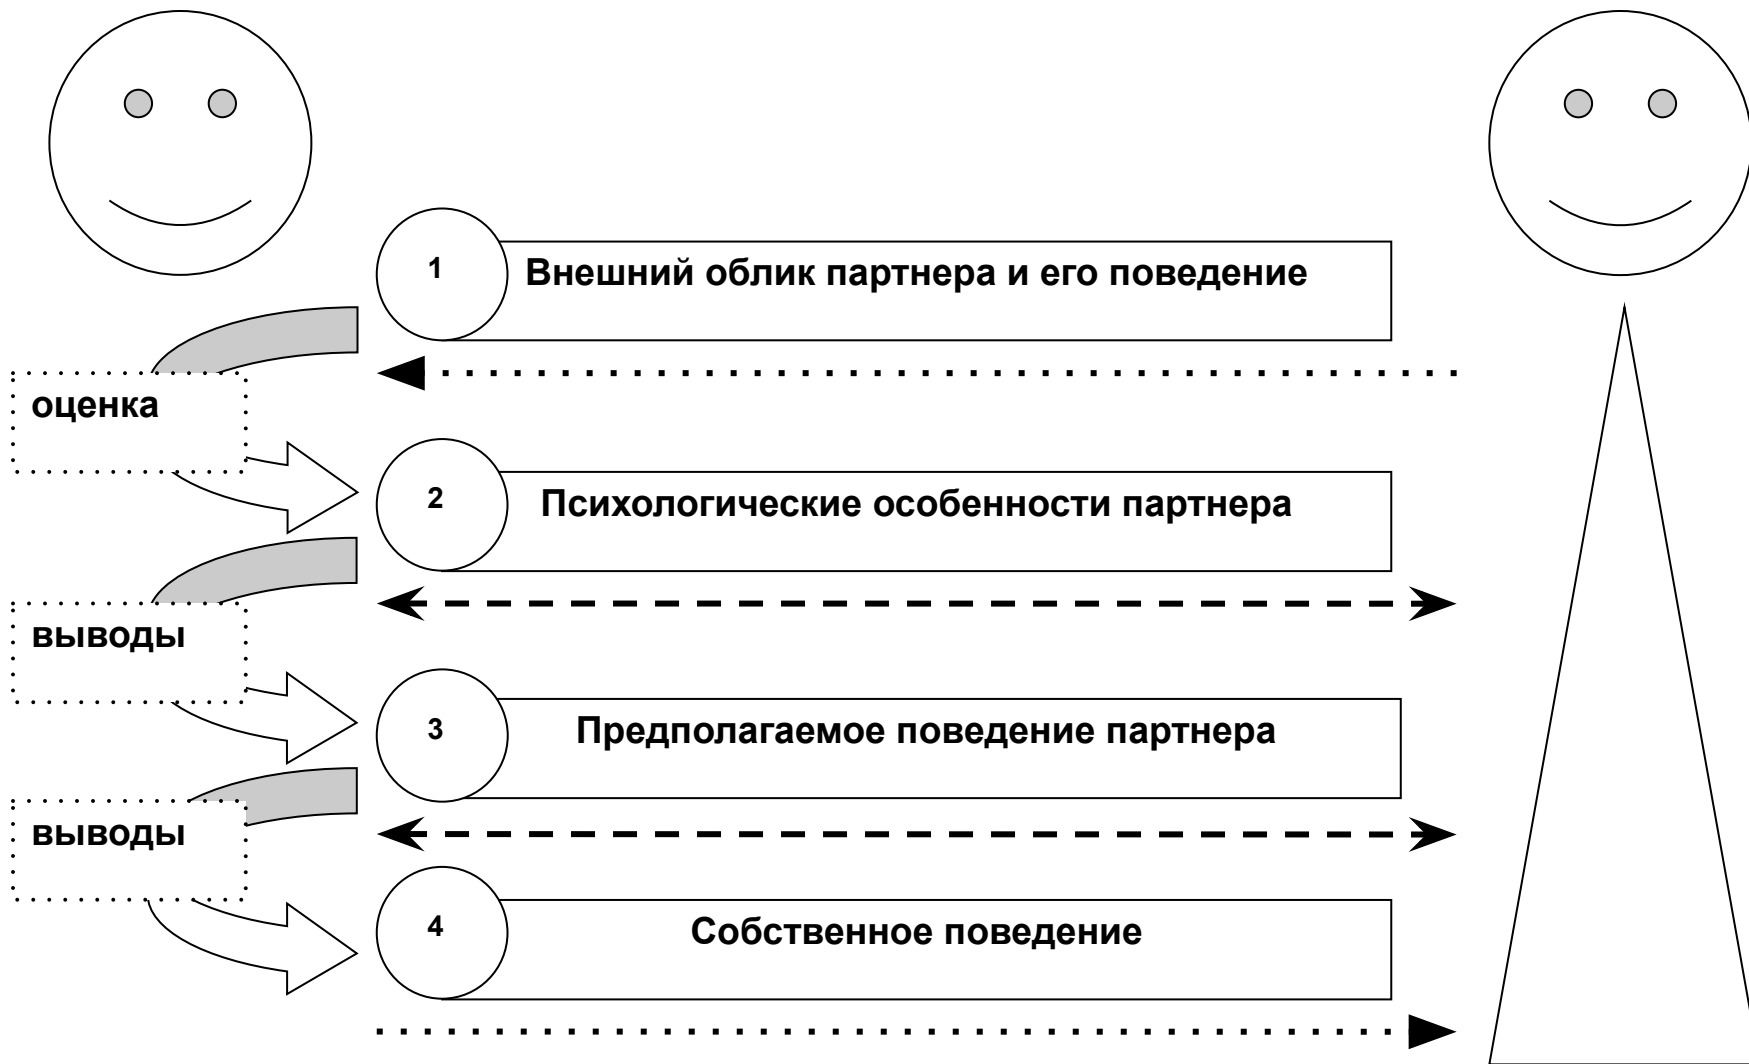 1
Внешний облик партнера и его поведение
оценка
2
Психологические особенности партнера
выводы
3
Предполагаемое поведение партнера
выводы
4
Собственное поведение